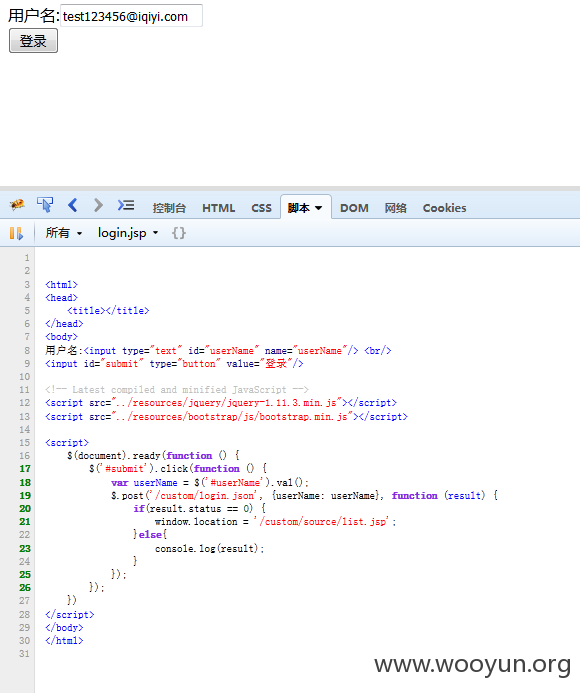 用户名:test123456@iqiyi.com
登录
控制台 HTML CSS 脚本 DOM 网络 Cookies
所有 login.jsp {}
1
2
3 <html>
4 <head>
5 <title></title>
6 </head>
7 <body>
8 用户名:<input type="text" id="userName" name="userName"/> <br/>
9 <input id="submit" type="button" value="登录"/>
10
11 <!-- Latest compiled and minified JavaScript -->
12 <script src="../resources/jquery/jquery-1.11.3.min.js"></script>
13 <script src="../resources/bootstrap/js/bootstrap.min.js"></script>
14
15 <script>
16 $(document).ready(function () {
17 $('#submit').click(function () {
18 var userName = $('#userName').val();
19 $.post('/custom/login.json', {userName: userName}, function (result) {
20 if(result.status == 0) {
21 window.location = '/custom/source/list.jsp';
22 }else{
23 console.log(result);
24 }
25 });
26 });
27 })
28 </script>
29 </body>
30 </html>
31
www.wooyun.org